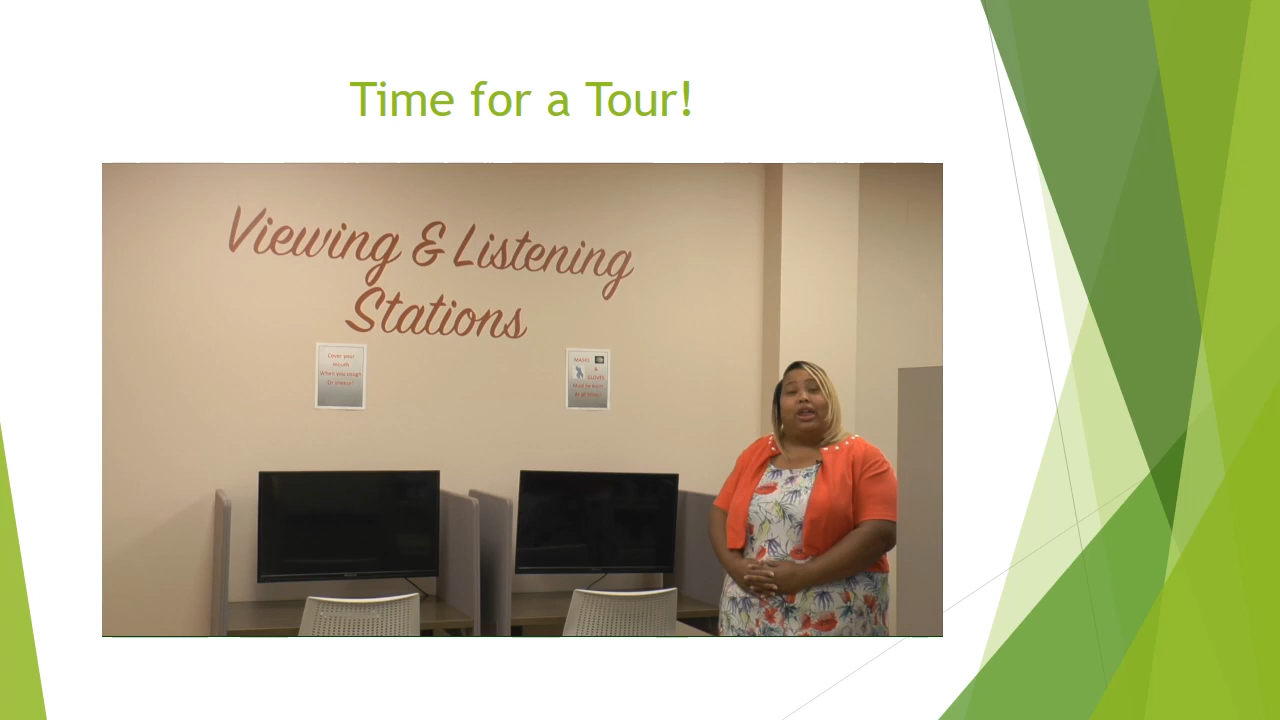 Time for a Tour!
Viewing & Listening
Stations
Cover your
mouth
When you cough
Or sneeze!
MASKS
&
GLOVES
Must be worn
At all times!